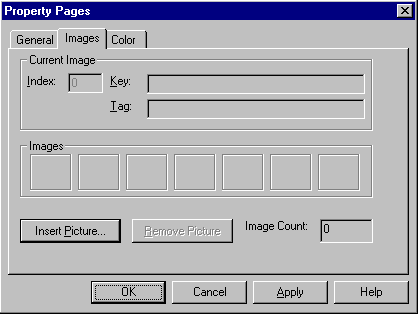 Property Pages
General Images Color
Current Image
Index: 0 Key:
Tag:
Images
Insert Picture... Remove Picture Image Count: 0
OK Cancel Apply Help